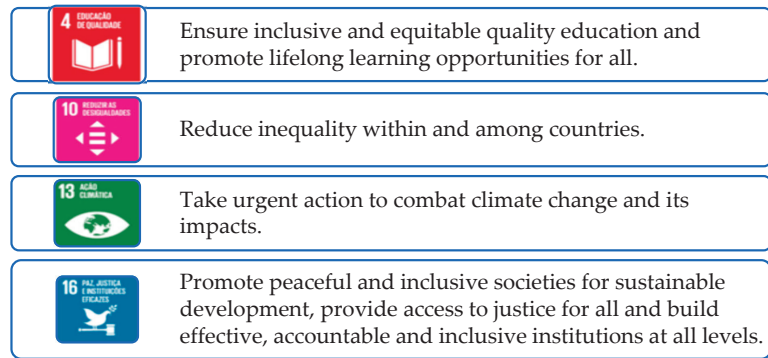 4 EDUCAÇÃO
DE QUALIDADE
Ensure inclusive and equitable quality education and
promote lifelong learning opportunities for all.
10 REDUZIR AS
DESIGUALDADES
Reduce inequality within and among countries.
13 AÇÃO
CLIMÁTICA
Take urgent action to combat climate change and its
impacts.
16 PAZ, JUSTIÇA
E INSTITUIÇÕES
EFICAZES
Promote peaceful and inclusive societies for sustainable
development, provide access to justice for all and build
effective, accountable and inclusive institutions at all levels.